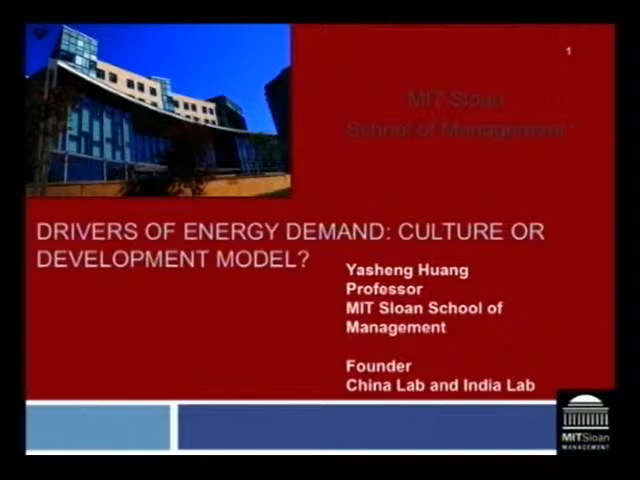 1
MIT Sloan
School of Management
DRIVERS OF ENERGY DEMAND: CULTURE OR
DEVELOPMENT MODEL?
Yasheng Huang
Professor
MIT Sloan School of
Management
Founder
China Lab and India Lab
MITSloan
MANAGEMENT